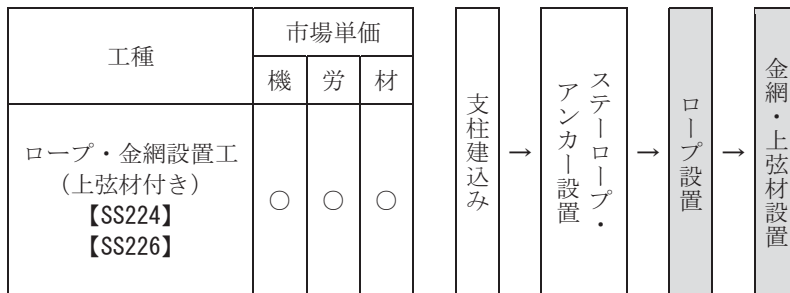 工種
市場単価
機 労 材
ロープ・金網設置工
(上弦材付き)
【SS224】
【SS226】
○ ○ ○
支柱建込み
→
ステーロープ・
アンカー設置
→
ロープ設置
→
金網・上弦材設置